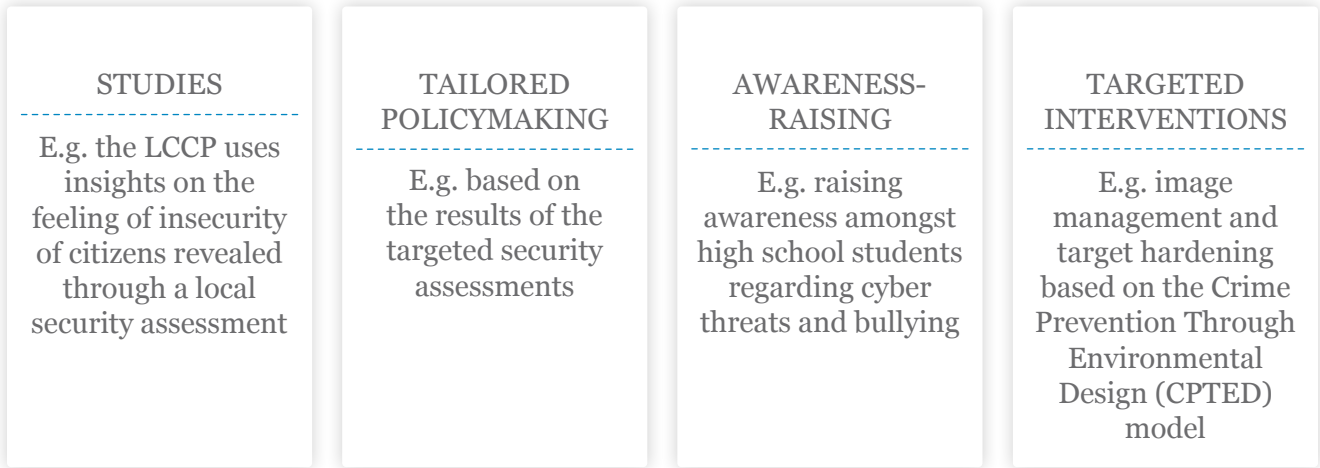 STUDIES
E.g. the LCCP uses
insights on the
feeling of insecurity
of citizens revealed
through a local
security assessment
TAILORED
POLICYMAKING
E.g. based on
the results of the
targeted security
assessments
AWARENESS-
RAISING
E.g. raising
awareness amongst
high school students
regarding cyber
threats and bullying
TARGETED
INTERVENTIONS
E.g. image
management and
target hardening
based on the Crime
Prevention Through
Environmental
Design (CPTED)
model